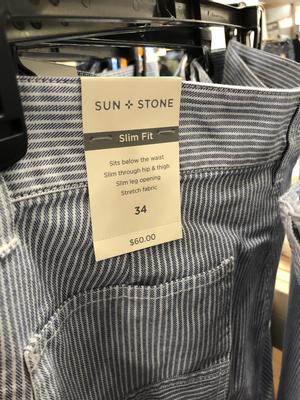 SUN + STONE
Slim Fit
Sits below the waist
Slim through hip & thigh
Slim leg opening
Stretch fabric
34
$60.00